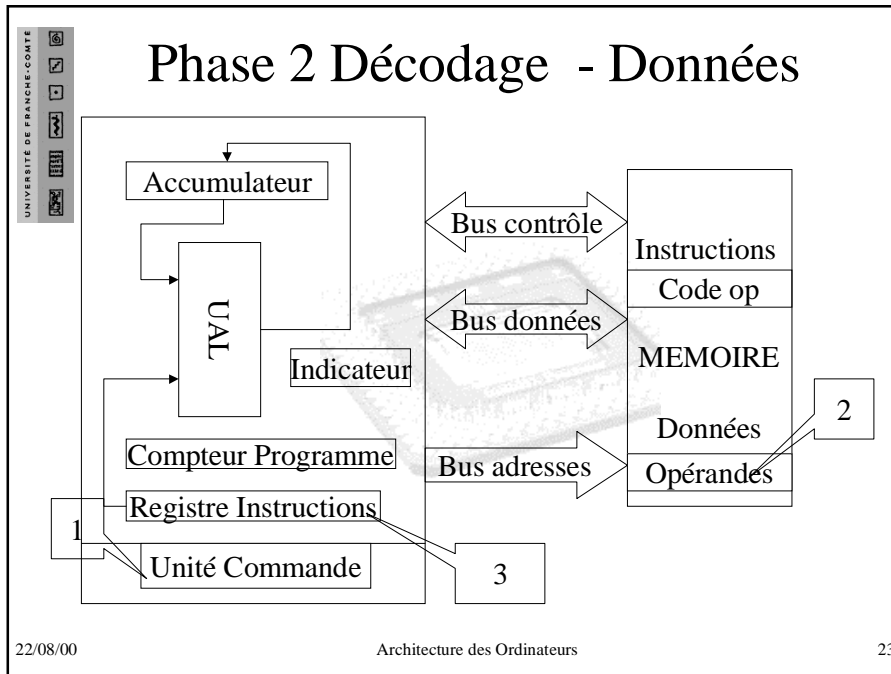 UNIVERSITÉ DE FRANCHE-COMTÉ
Phase 2 Décodage - Données
Accumulateur
UAL
Indicateur
Compteur Programme
Registre Instructions
1
Unité Commande
3
Bus contrôle
Bus données
Bus adresses
Instructions
Code op
MEMOIRE
Données
Opérandes
2
22/08/00
Architecture des Ordinateurs
23